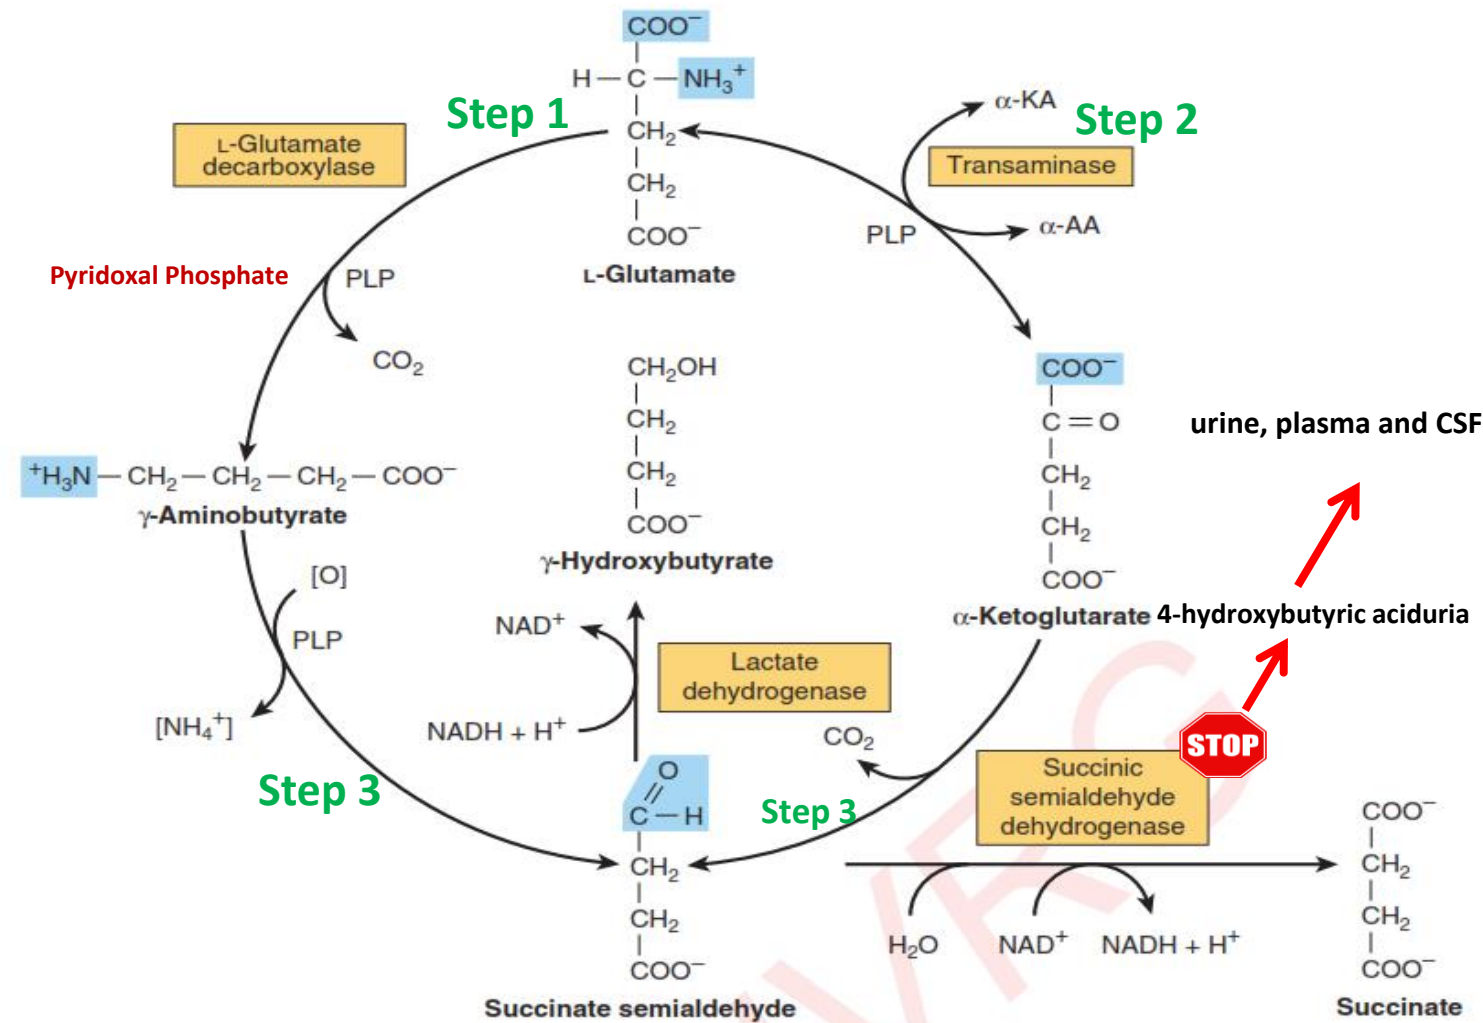 COO⁻
H — C — NH₃⁺
CH₂
CH₂
COO⁻
L-Glutamate
Step 1
L-Glutamate
decarboxylase
Pyridoxal Phosphate
PLP
CO₂
Step 2
α-KA
Transaminase
α-AA
PLP
⁺H₃N — CH₂ — CH₂ — CH₂ — COO⁻
γ-Aminobutyrate
CH₂OH
CH₂
CH₂
COO⁻
γ-Hydroxybutyrate
COO⁻
C = O
CH₂
CH₂
COO⁻
α-Ketoglutarate
urine, plasma and CSF
4-hydroxybutyric aciduria
STOP
[O]
PLP
[NH₄⁺]
Step 3
NAD⁺
NADH + H⁺
Lactate
dehydrogenase
CO₂
Step 3
O
C — H
CH₂
CH₂
COO⁻
Succinate semialdehyde
Succinic
semialdehyde
dehydrogenase
H₂O
NAD⁺
NADH + H⁺
COO⁻
CH₂
CH₂
COO⁻
Succinate